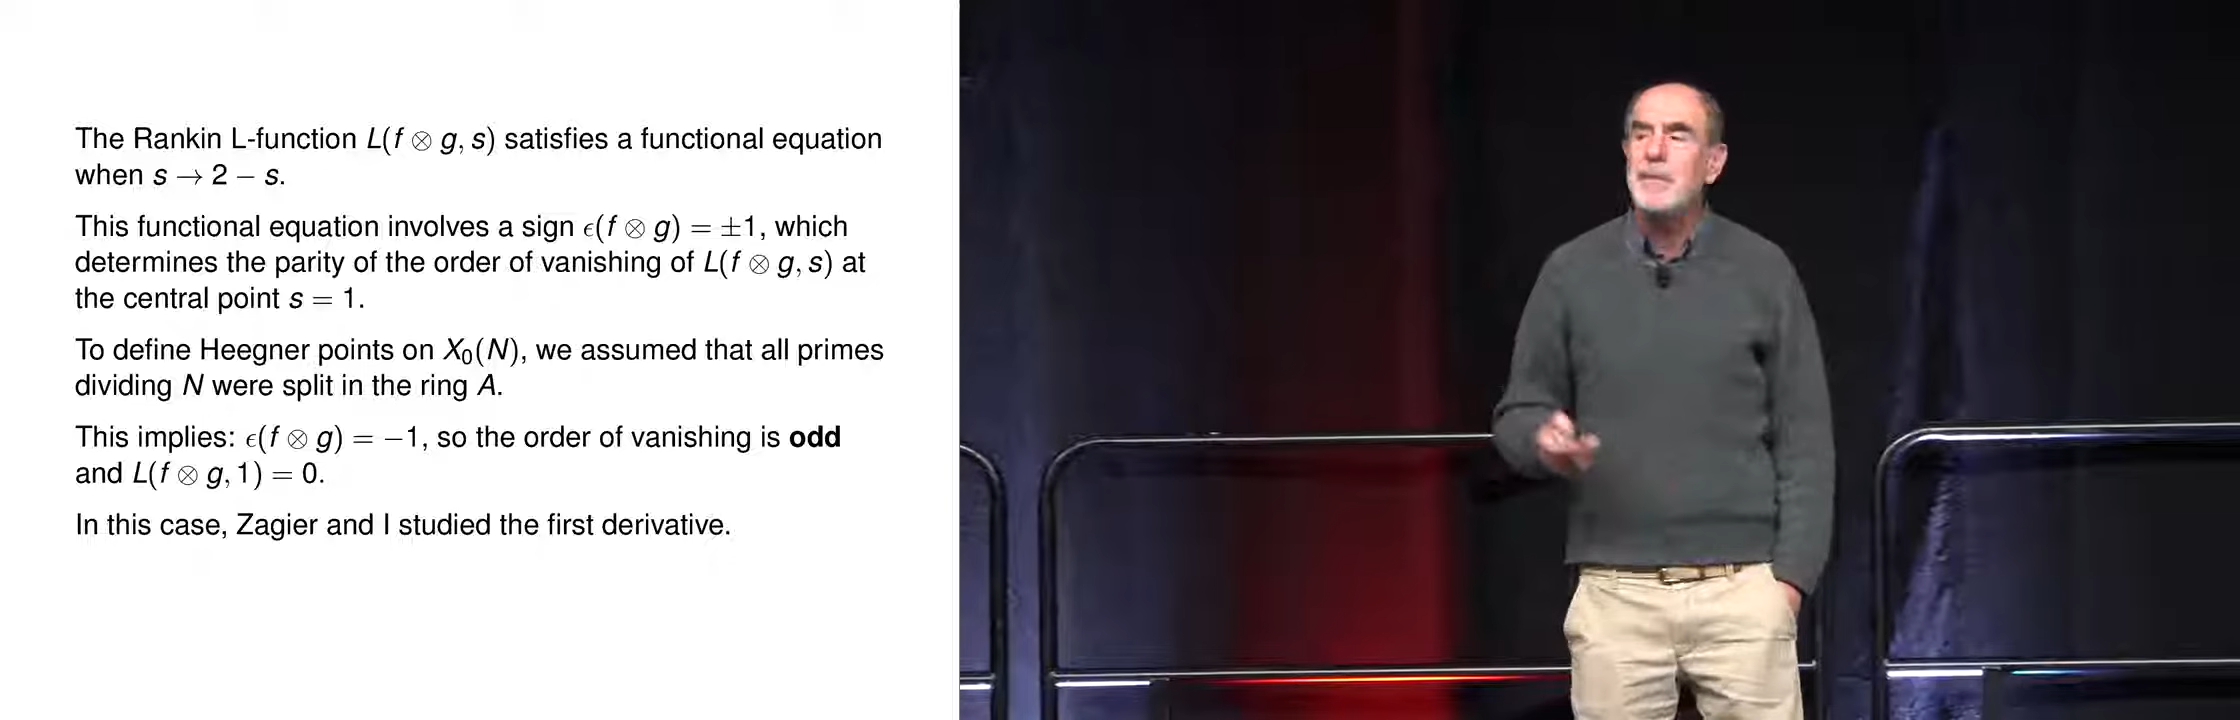 The Rankin L-function L(f ⊗ g, s) satisfies a functional equation
when s → 2 − s.
This functional equation involves a sign ϵ(f ⊗ g) = ±1, which
determines the parity of the order of vanishing of L(f ⊗ g, s) at
the central point s = 1.
To define Heegner points on X₀(N), we assumed that all primes
dividing N were split in the ring A.
This implies: ϵ(f ⊗ g) = −1, so the order of vanishing is odd
and L(f ⊗ g, 1) = 0.
In this case, Zagier and I studied the first derivative.